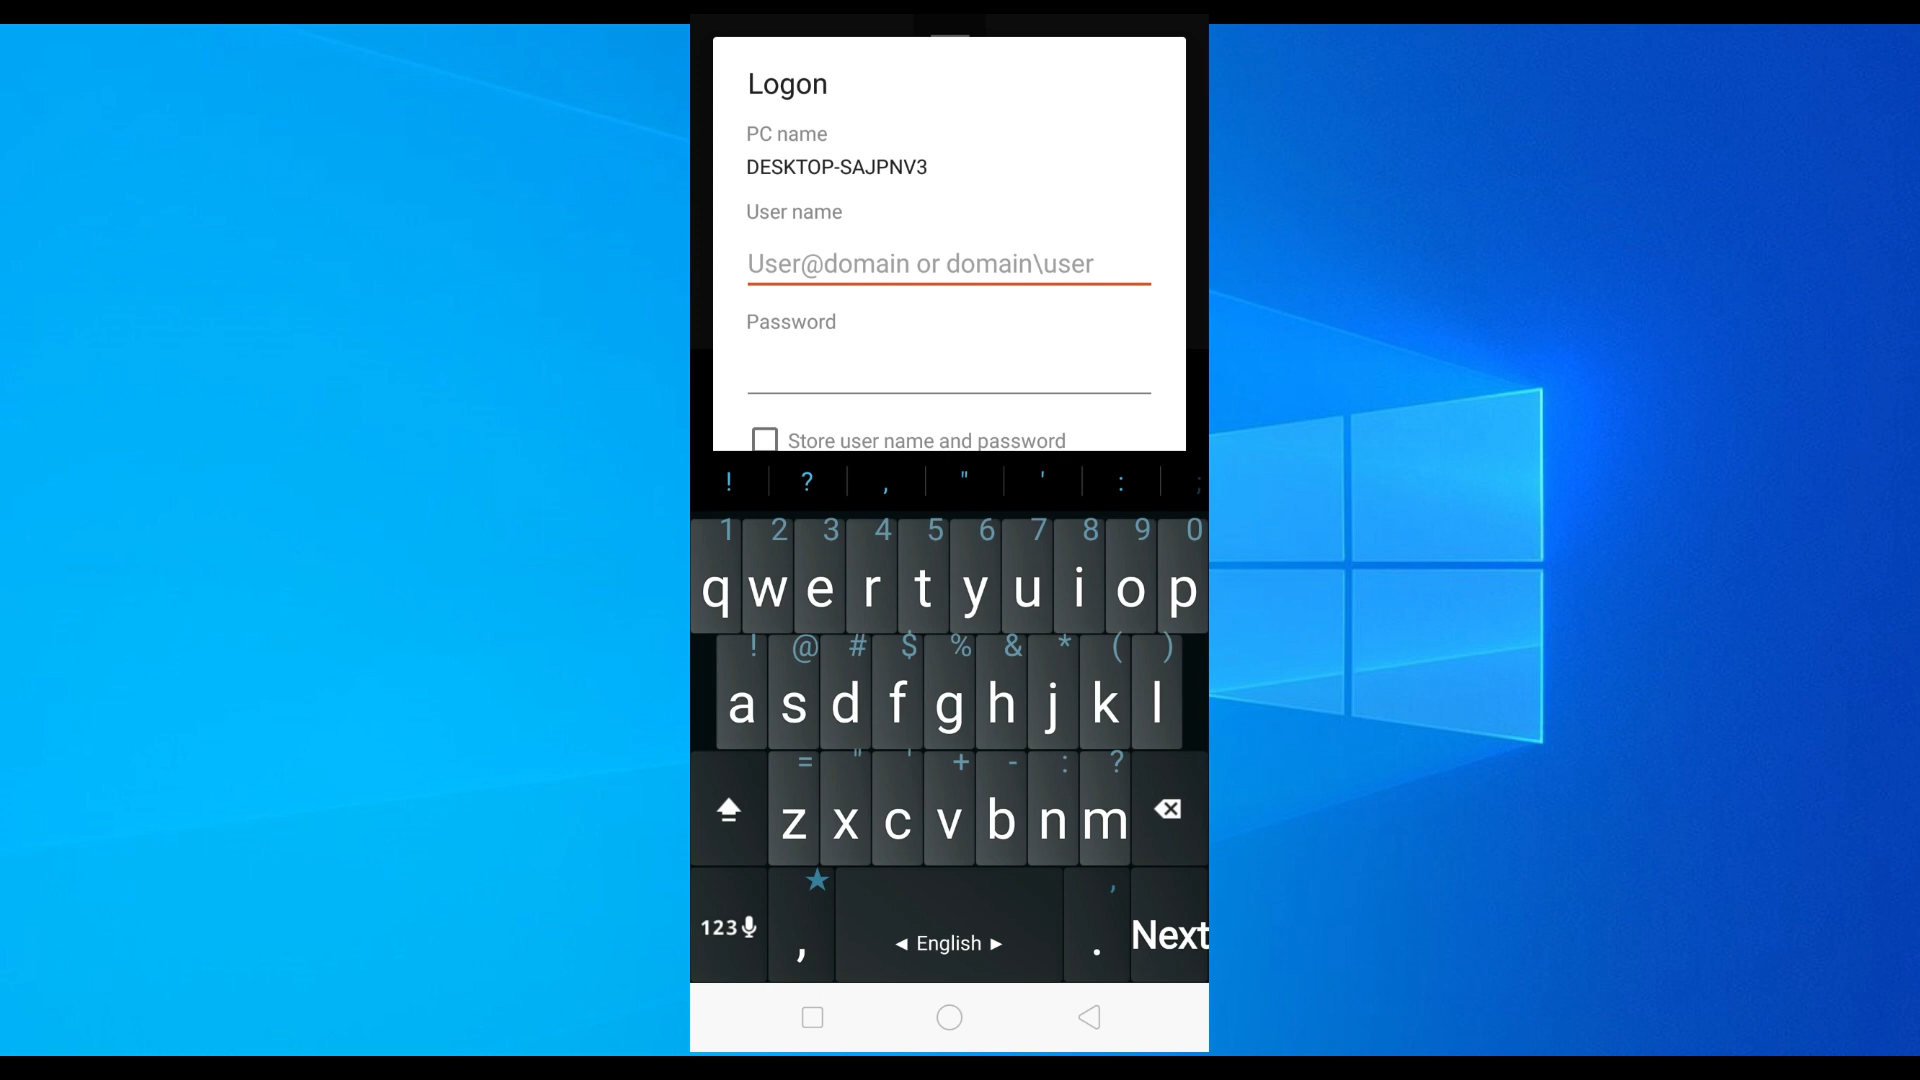 Logon
PC name
DESKTOP-SAJPNV3
User name
User@domain or domain\user
Password
Store user name and password
! ? , " ' : ;
1 2 3 4 5 6 7 8 9 0
q w e r t y u i o p
! @ # $ % & * ( )
a s d f g h j k l
= " ' + - : ?
z x c v b n m
★ ,
123 , ◄ English ► . Next